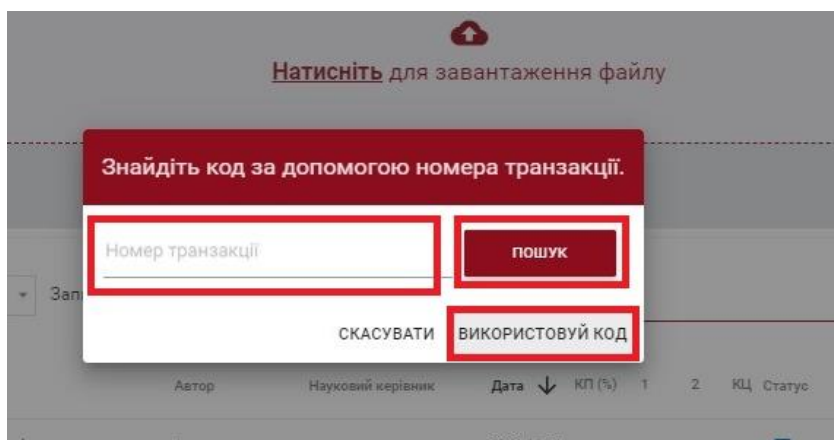 Натисніть для завантаження файлу
Знайдіть код за допомогою номера транзакції.
Номер транзакції
ПОШУК
Зап
СКАСУВАТИ ВИКОРИСТОВУЙ КОД
Автор Науковий керівник Дата КП (%) 1 2 КЦ Статус